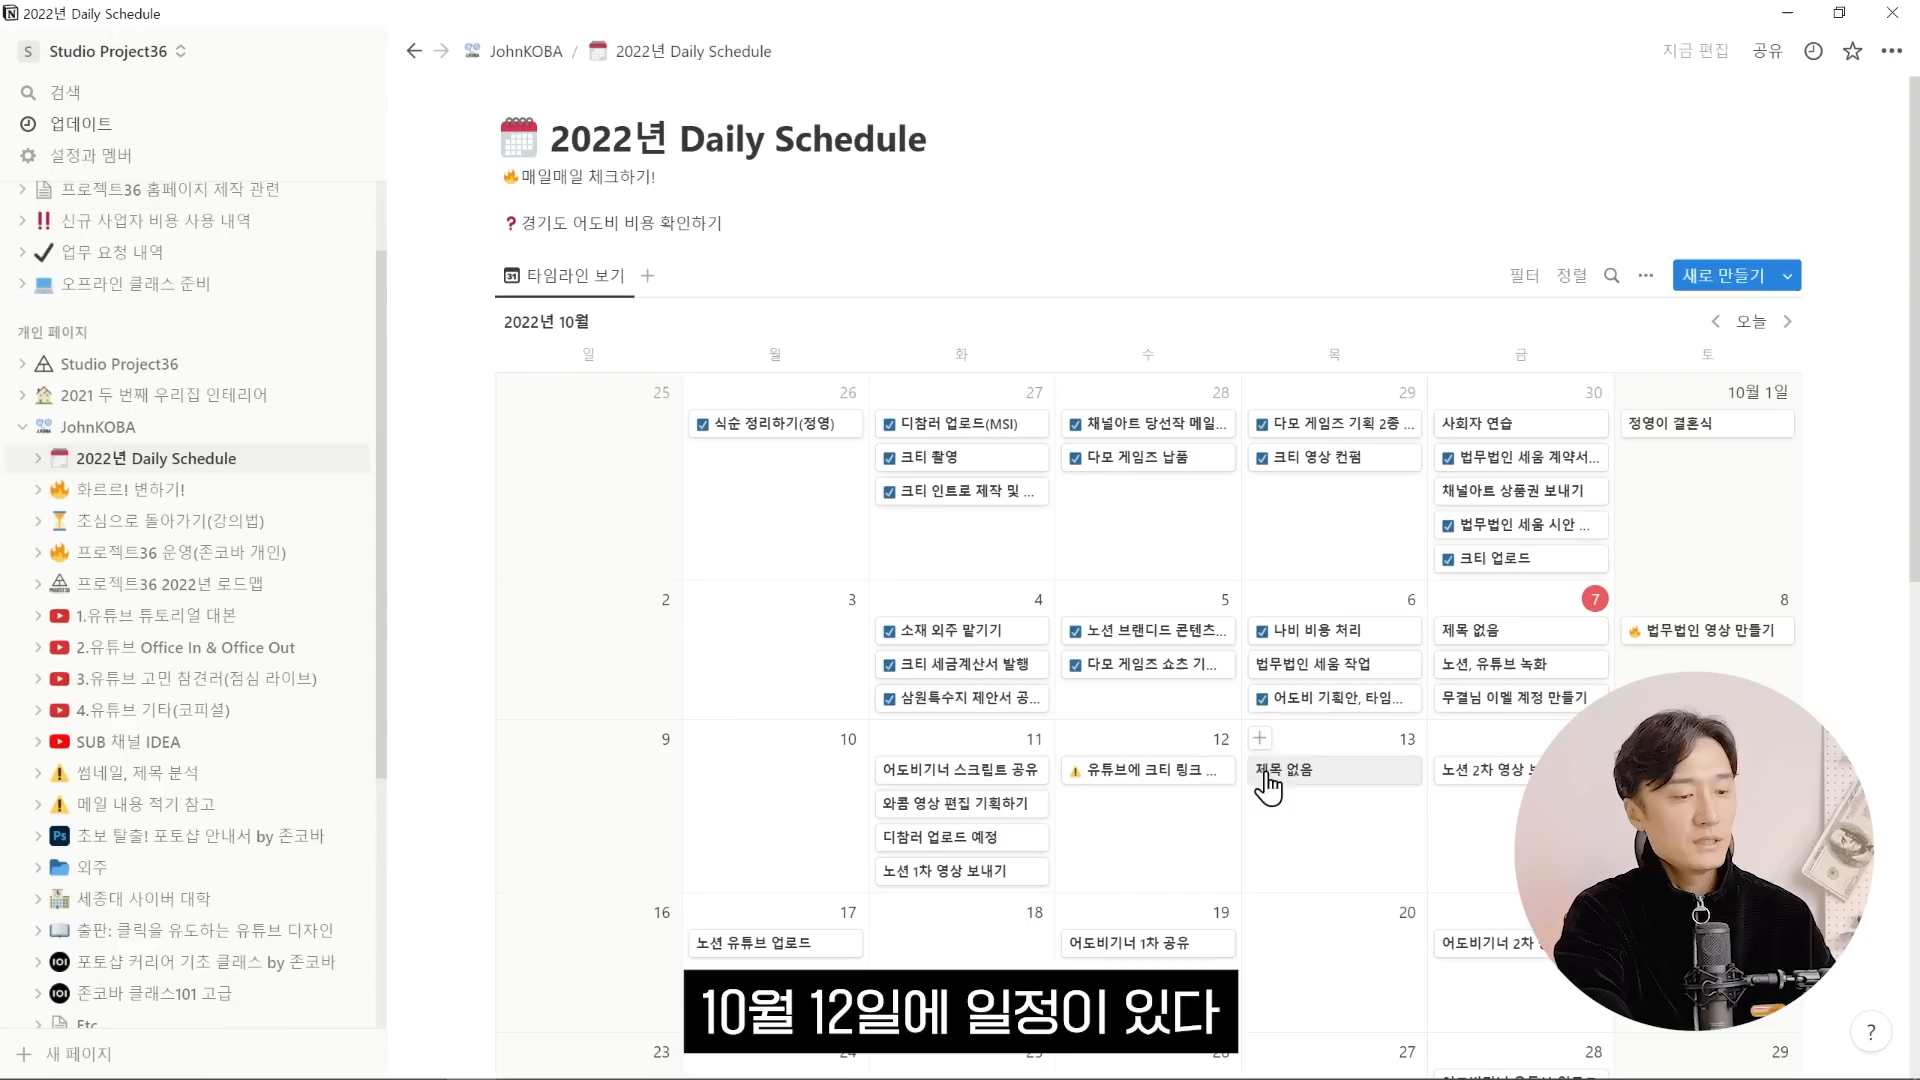 2022년 Daily Schedule
S Studio Project36
검색
업데이트
설정과 멤버
프로젝트36 홈페이지 제작 관련
신규 사업자 비용 사용 내역
업무 요청 내역
오프라인 클래스 준비
개인 페이지
Studio Project36
2021 두 번째 우리집 인테리어
JohnKOBA
2022년 Daily Schedule
화르르! 변하기!
초심으로 돌아가기(강의법)
프로젝트36 운영(존코바 개인)
프로젝트36 2022년 로드맵
1.유튜브 튜토리얼 대본
2.유튜브 Office In & Office Out
3.유튜브 고민 참견러(점심 라이브)
4.유튜브 기타(코피셜)
SUB 채널 IDEA
썸네일, 제목 분석
메일 내용 적기 참고
Ps 초보 탈출! 포토샵 안내서 by 존코바
외주
세종대 사이버 대학
출판: 클릭을 유도하는 유튜브 디자인
101 포토샵 커리어 기초 클래스 by 존코바
101 존코바 클래스101 고급
Etc
새 페이지
JohnKOBA / 2022년 Daily Schedule
지금 편집 공유
2022년 Daily Schedule
매일매일 체크하기!
경기도 어도비 비용 확인하기
31 타임라인 보기
필터 정렬 새로 만들기
2022년 10월
오늘
일 월 화 수 목 금 토
25 26 27 28 29 30 10월 1일
식순 정리하기(정영) 디참러 업로드(MSI) 채널아트 당선작 메일... 다모 게임즈 기획 2종 ... 사회자 연습 정영이 결혼식
크티 촬영 다모 게임즈 납품 크티 영상 컨펌 법무법인 세움 계약서...
크티 인트로 제작 및 ... 채널아트 상품권 보내기
법무법인 세움 시안 ...
크티 업로드
2 3 4 5 6 7 8
소재 외주 맡기기 노션 브랜디드 콘텐츠... 나비 비용 처리 제목 없음 법무법인 영상 만들기
크티 세금계산서 발행 다모 게임즈 쇼츠 기... 법무법인 세움 작업 노션, 유튜브 녹화
삼원특수지 제안서 공... 어도비 기획안, 타임... 무결님 이멜 계정 만들기
9 10 11 12 13
어도비기너 스크립트 공유 유튜브에 크티 링크 ... 제목 없음 노션 2차 영상
와콤 영상 편집 기획하기
디참러 업로드 예정
노션 1차 영상 보내기
16 17 18 19 20
노션 유튜브 업로드 어도비기너 1차 공유 어도비기너 2차
10월 12일에 일정이 있다
23 24 25 26 27 28 29
?